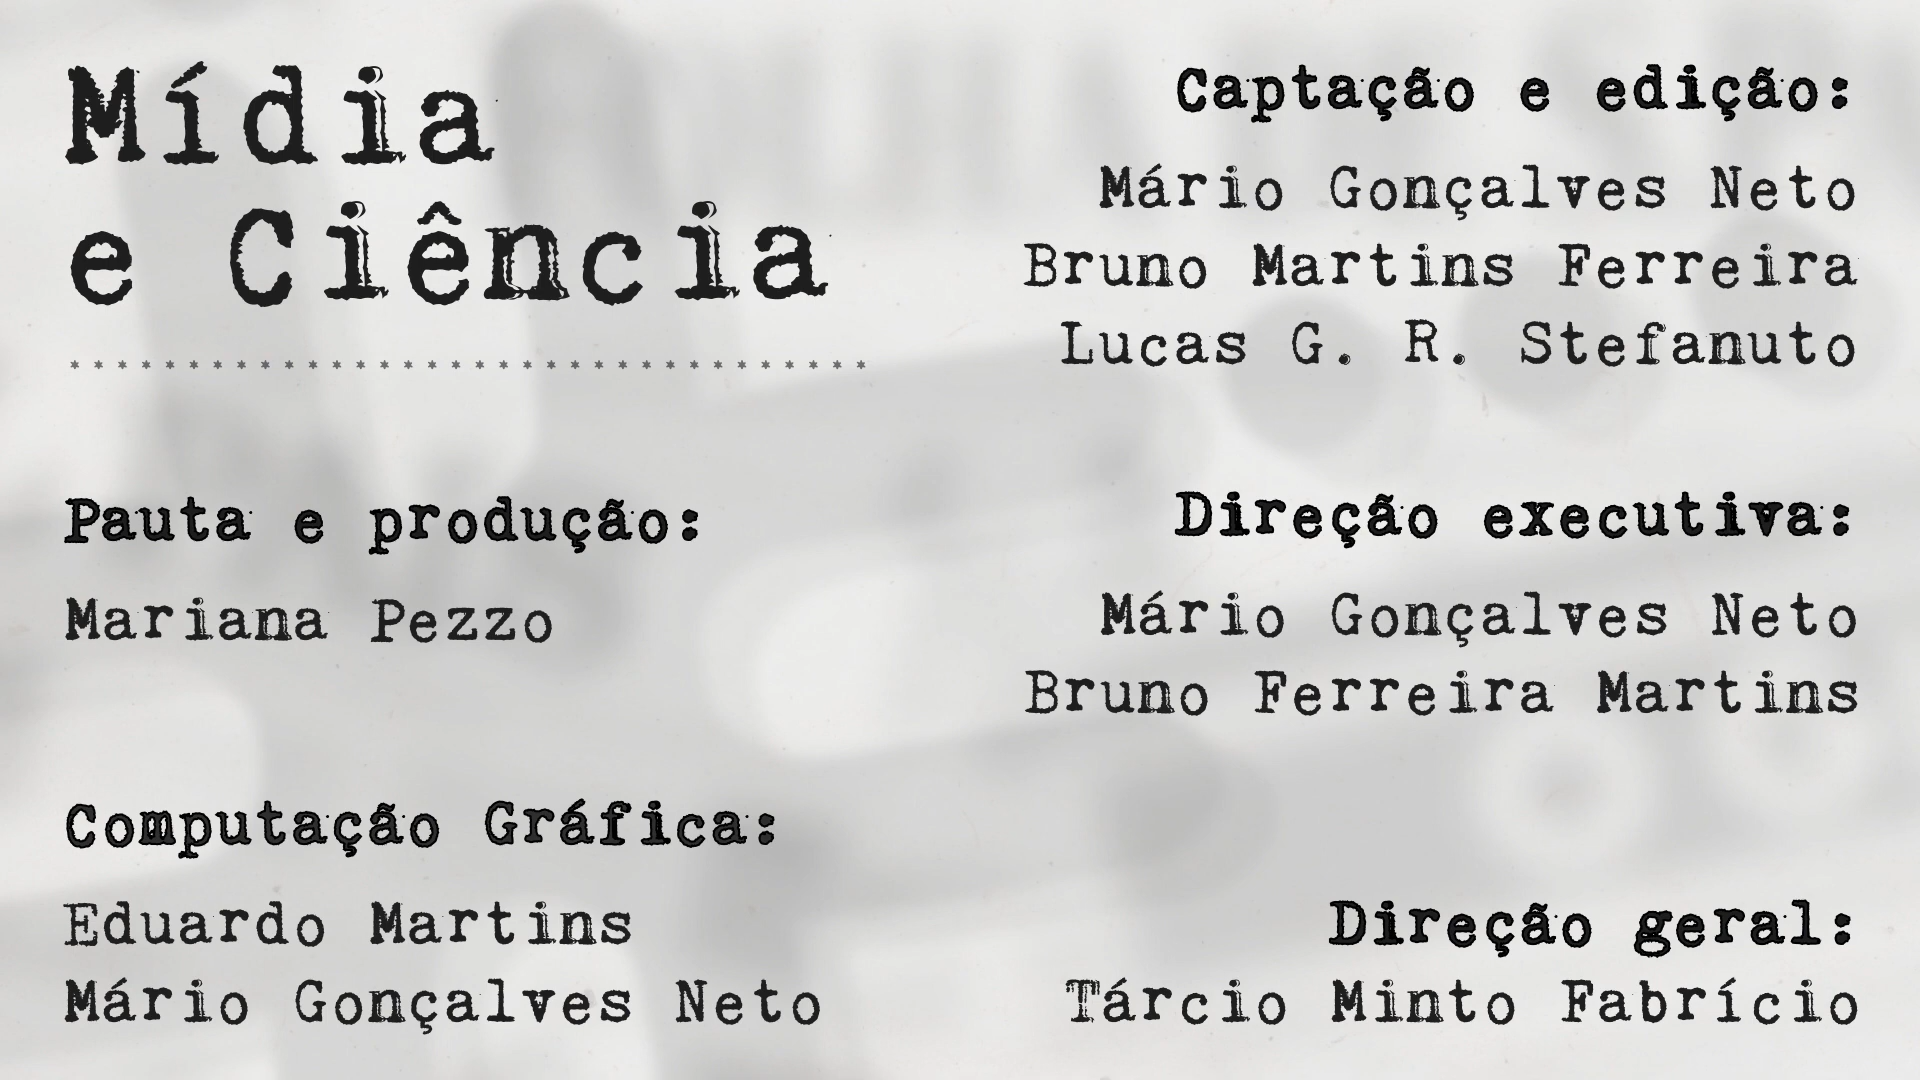 Mídia
e Ciência
Pauta e produção:
Mariana Pezzo
Computação Gráfica:
Eduardo Martins
Mário Gonçalves Neto
Captação e edição:
Mário Gonçalves Neto
Bruno Martins Ferreira
Lucas G. R. Stefanuto
Direção executiva:
Mário Gonçalves Neto
Bruno Ferreira Martins
Direção geral:
Tárcio Minto Fabrício